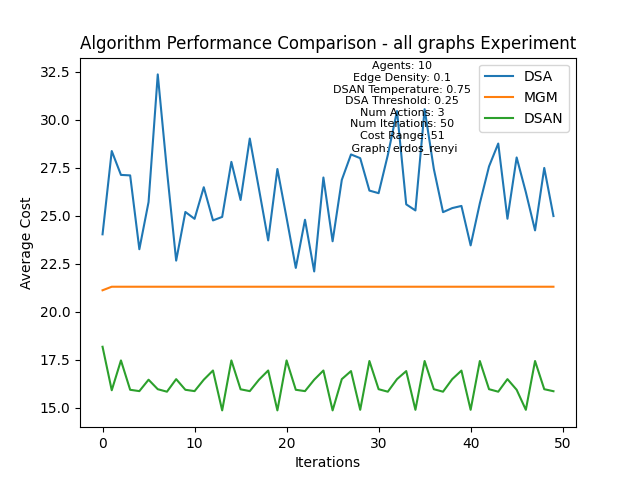 Algorithm Performance Comparison - all graphs Experiment
Agents: 10
Edge Density: 0.1
DSAN Temperature: 0.75
DSA Threshold: 0.25
Num Actions: 3
Num Iterations: 50
Cost Range: 51
Graph: erdos_renyi
DSA
MGM
DSAN
Average Cost
32.5
30.0
27.5
25.0
22.5
20.0
17.5
15.0
0
10
20
30
40
50
Iterations